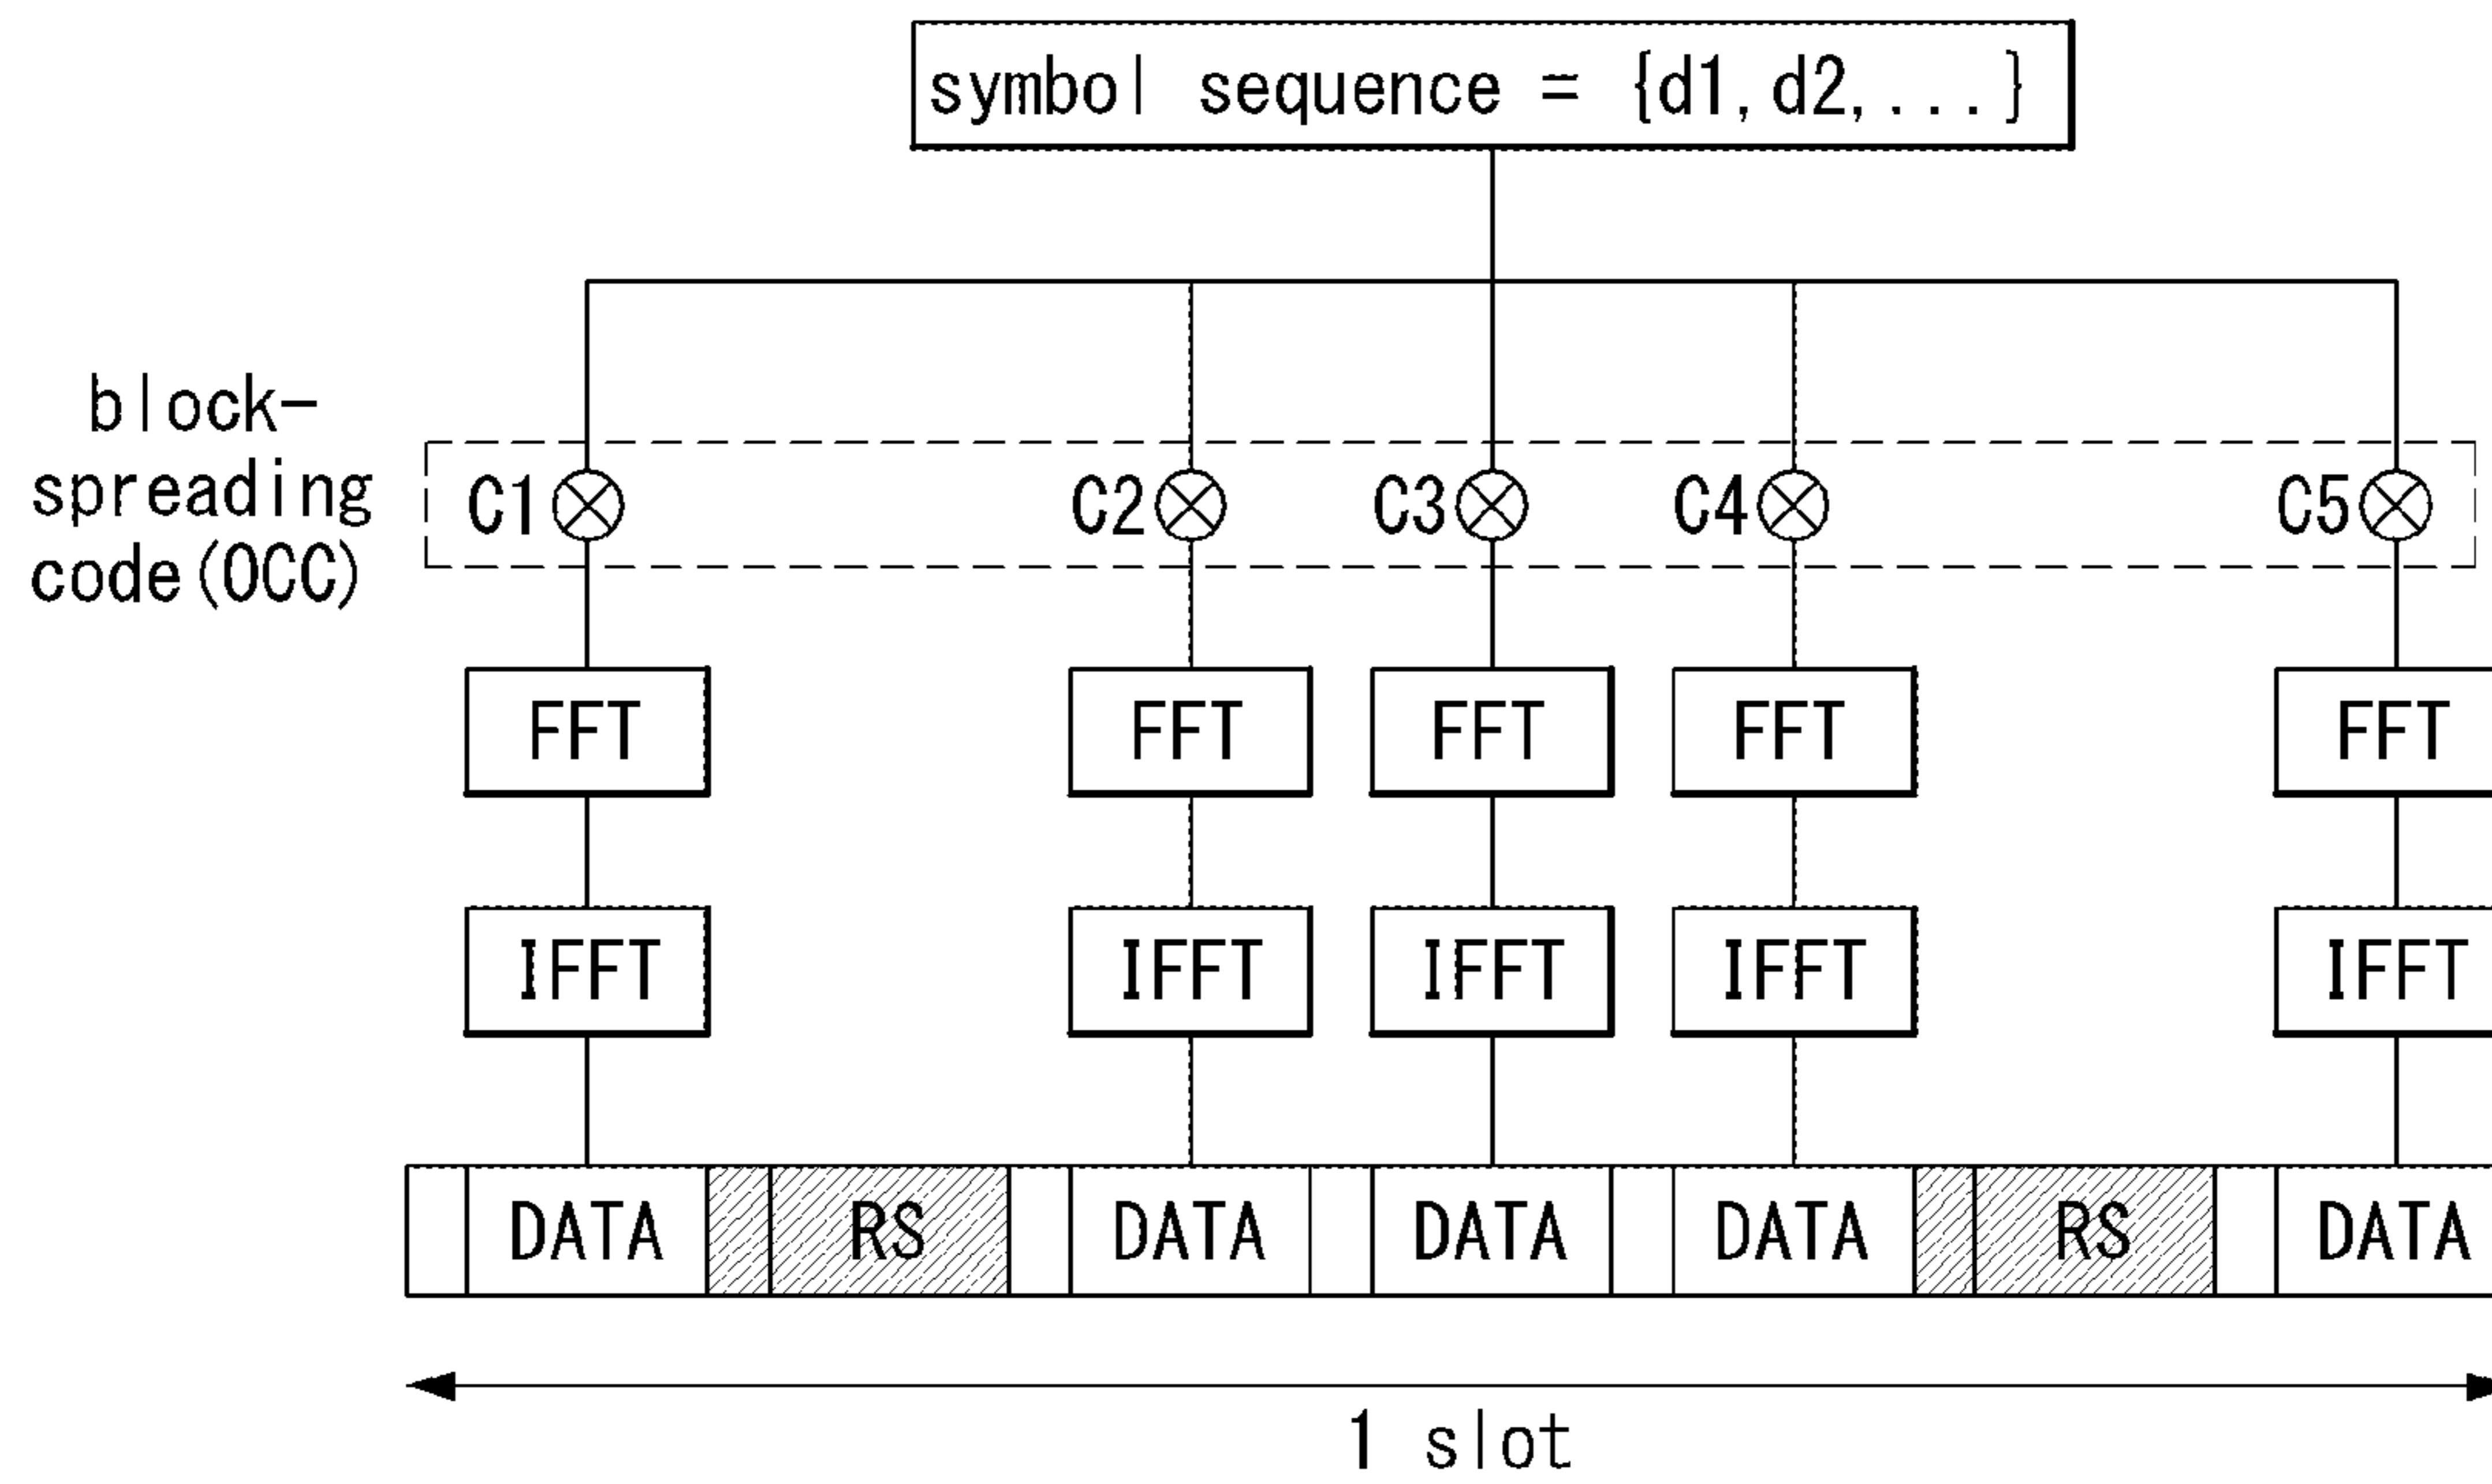 symbol sequence = {d1, d2, ...}
block-
spreading
code(OCC)
C1 C2 C3 C4 C5
FFT FFT FFT FFT FFT
IFFT IFFT IFFT IFFT IFFT
DATA RS DATA DATA DATA RS DATA
1 slot